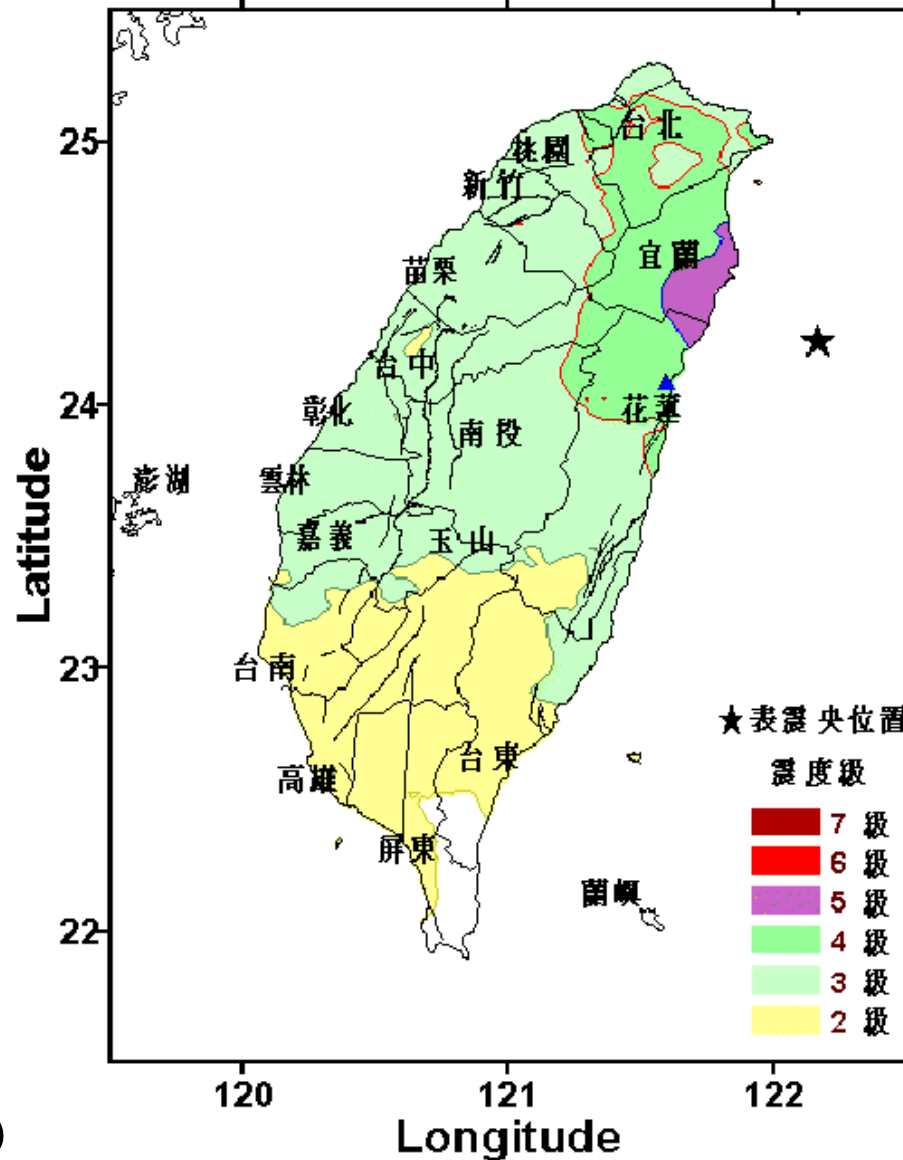 25
台北
桃園
新竹
宜蘭
苗栗
台中
24
花蓮
彰化
南投
澎湖
雲林
嘉義
玉山
Latitude
23
台南
★表震央位置
台東
震度級
高雄
7 級
屏東
6 級
蘭嶼
5 級
22
4 級
3 級
2 級
120
121
122
)
Longitude